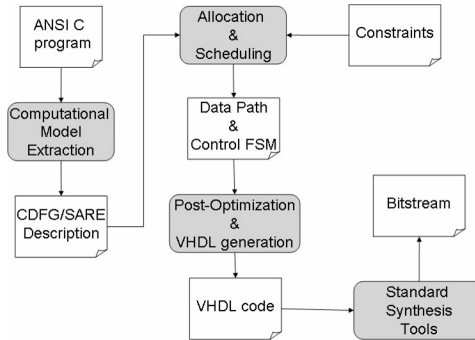 ANSI C
program
Computational
Model
Extraction
CDFG/SARE
Description
Allocation
&
Scheduling
Constraints
Data Path
&
Control FSM
Post-Optimization
&
VHDL generation
VHDL code
Standard
Synthesis
Tools
Bitstream